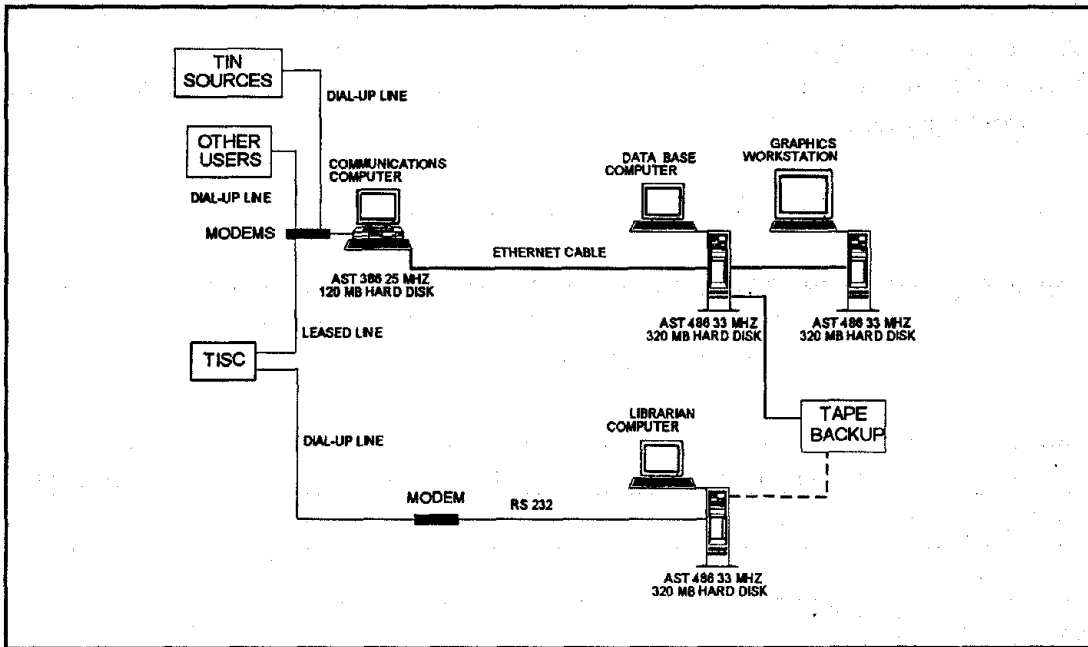 TIN
SOURCES
DIAL-UP LINE
OTHER
USERS
DIAL-UP LINE
MODEMS
COMMUNICATIONS
COMPUTER
AST 386 25 MHZ
120 MB HARD DISK
ETHERNET CABLE
DATA BASE
COMPUTER
AST 486 33 MHZ
320 MB HARD DISK
GRAPHICS
WORKSTATION
AST 486 33 MHZ
320 MB HARD DISK
LEASED LINE
TISC
DIAL-UP LINE
MODEM
RS 232
LIBRARIAN
COMPUTER
AST 486 33 MHZ
320 MB HARD DISK
TAPE
BACKUP